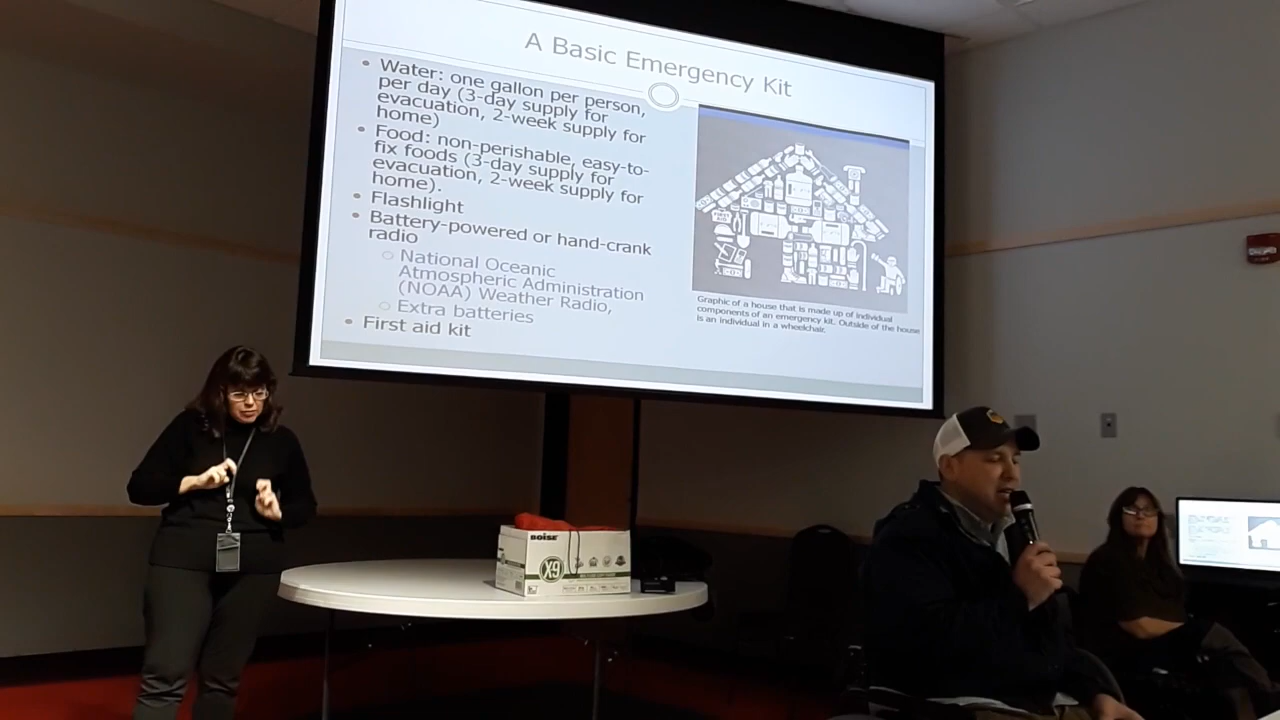 A Basic Emergency Kit
• Water: one gallon per person,
per day (3-day supply for
evacuation, 2-week supply for
home)
• Food: non-perishable, easy-to-
fix foods (3-day supply for
evacuation, 2-week supply for
home).
• Flashlight
• Battery-powered or hand-crank
radio
○ National Oceanic
Atmospheric Administration
(NOAA) Weather Radio,
○ Extra batteries
• First aid kit
FIRST
AID
Graphic of a house that is made up of individual
components of an emergency kit. Outside of the house
is an individual in a wheelchair.
BOISE
X9